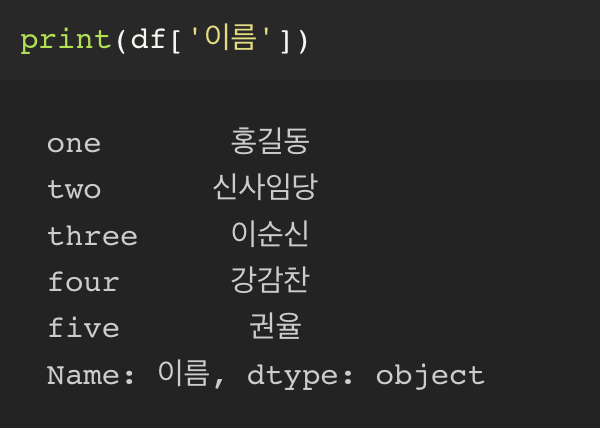 print(df['이름'])
one 홍길동
two 신사임당
three 이순신
four 강감찬
five 권율
Name: 이름, dtype: object